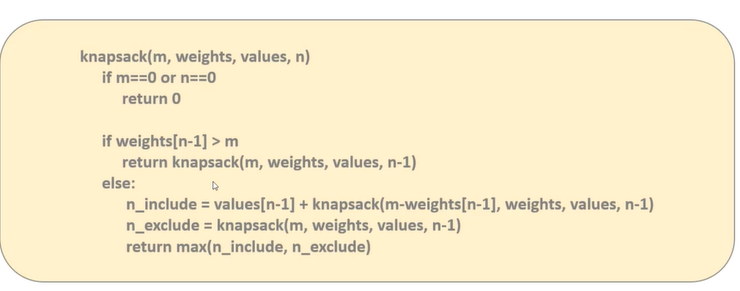 knapsack(m, weights, values, n)
if m==0 or n==0
return 0
if weights[n-1] > m
return knapsack(m, weights, values, n-1)
else:
n_include = values[n-1] + knapsack(m-weights[n-1], weights, values, n-1)
n_exclude = knapsack(m, weights, values, n-1)
return max(n_include, n_exclude)